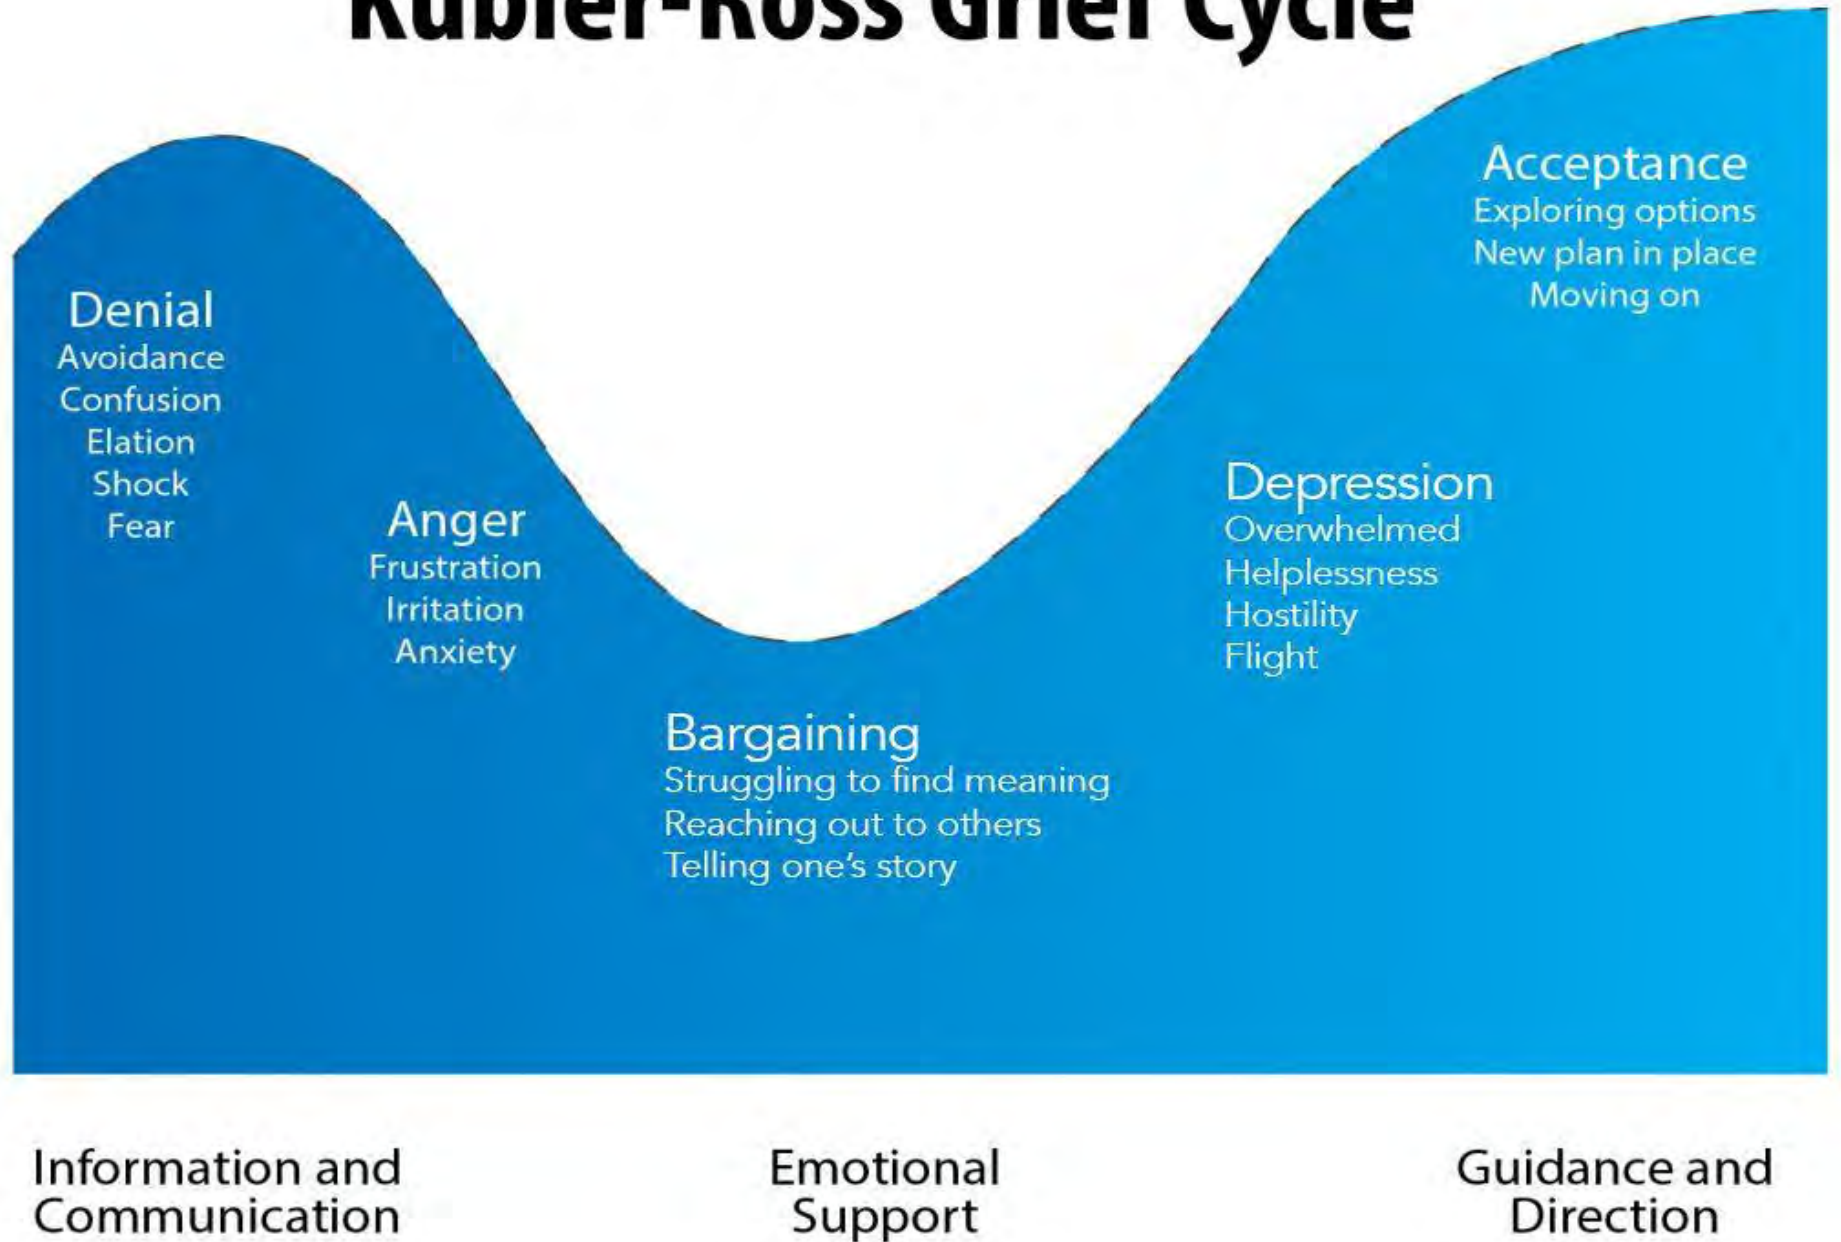 Kubler-Ross Grief Cycle
Denial
Avoidance
Confusion
Elation
Shock
Fear
Anger
Frustration
Irritation
Anxiety
Bargaining
Struggling to find meaning
Reaching out to others
Telling one's story
Depression
Overwhelmed
Helplessness
Hostility
Flight
Acceptance
Exploring options
New plan in place
Moving on
Information and
Communication
Emotional
Support
Guidance and
Direction